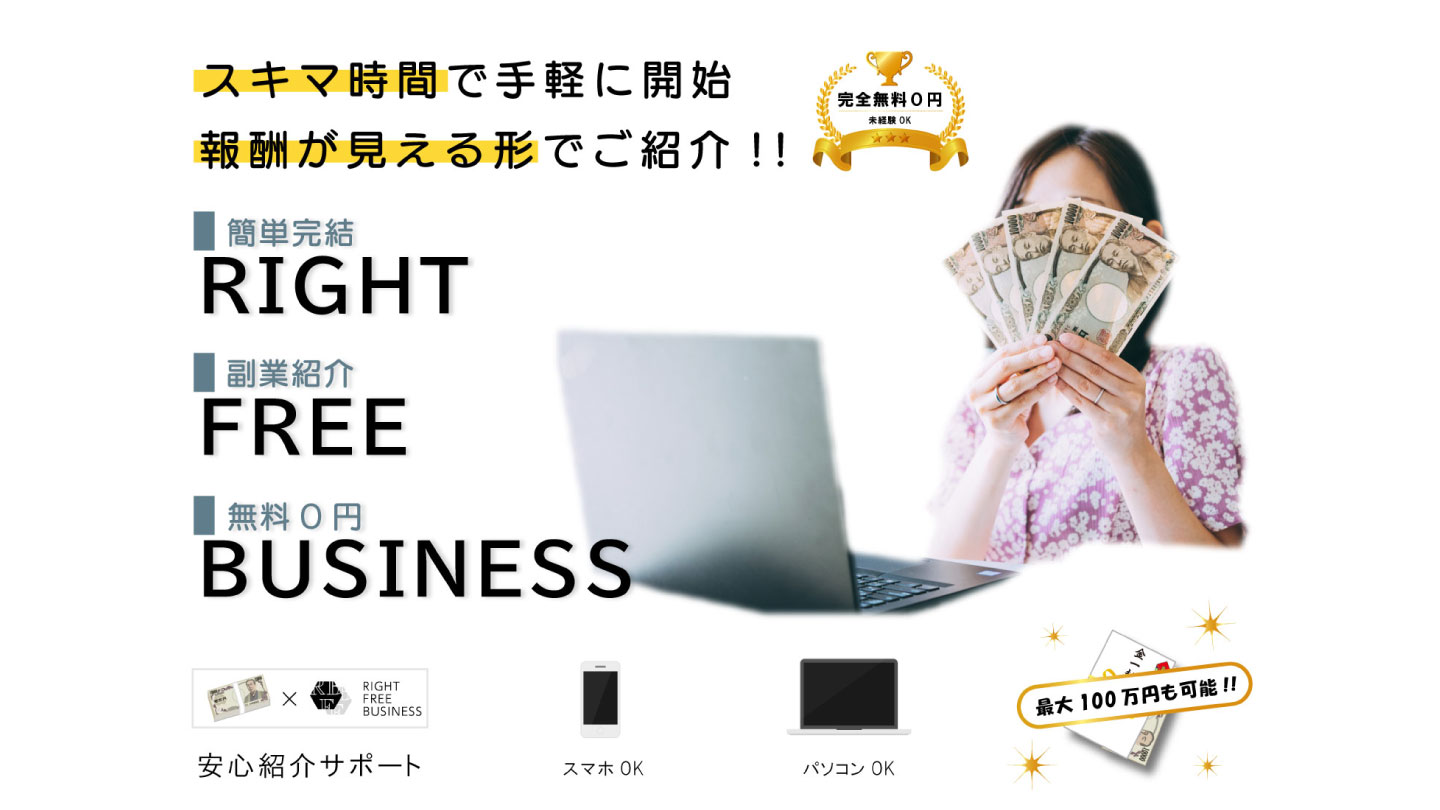 スキマ時間で手軽に開始
報酬が見える形でご紹介!!
完全無料0円
未経験OK
簡単完結
RIGHT
副業紹介
FREE
無料0円
BUSINESS
RIGHT
FREE
BUSINESS
安心紹介サポート
スマホOK
パソコンOK
金一
最大100万円も可能!!